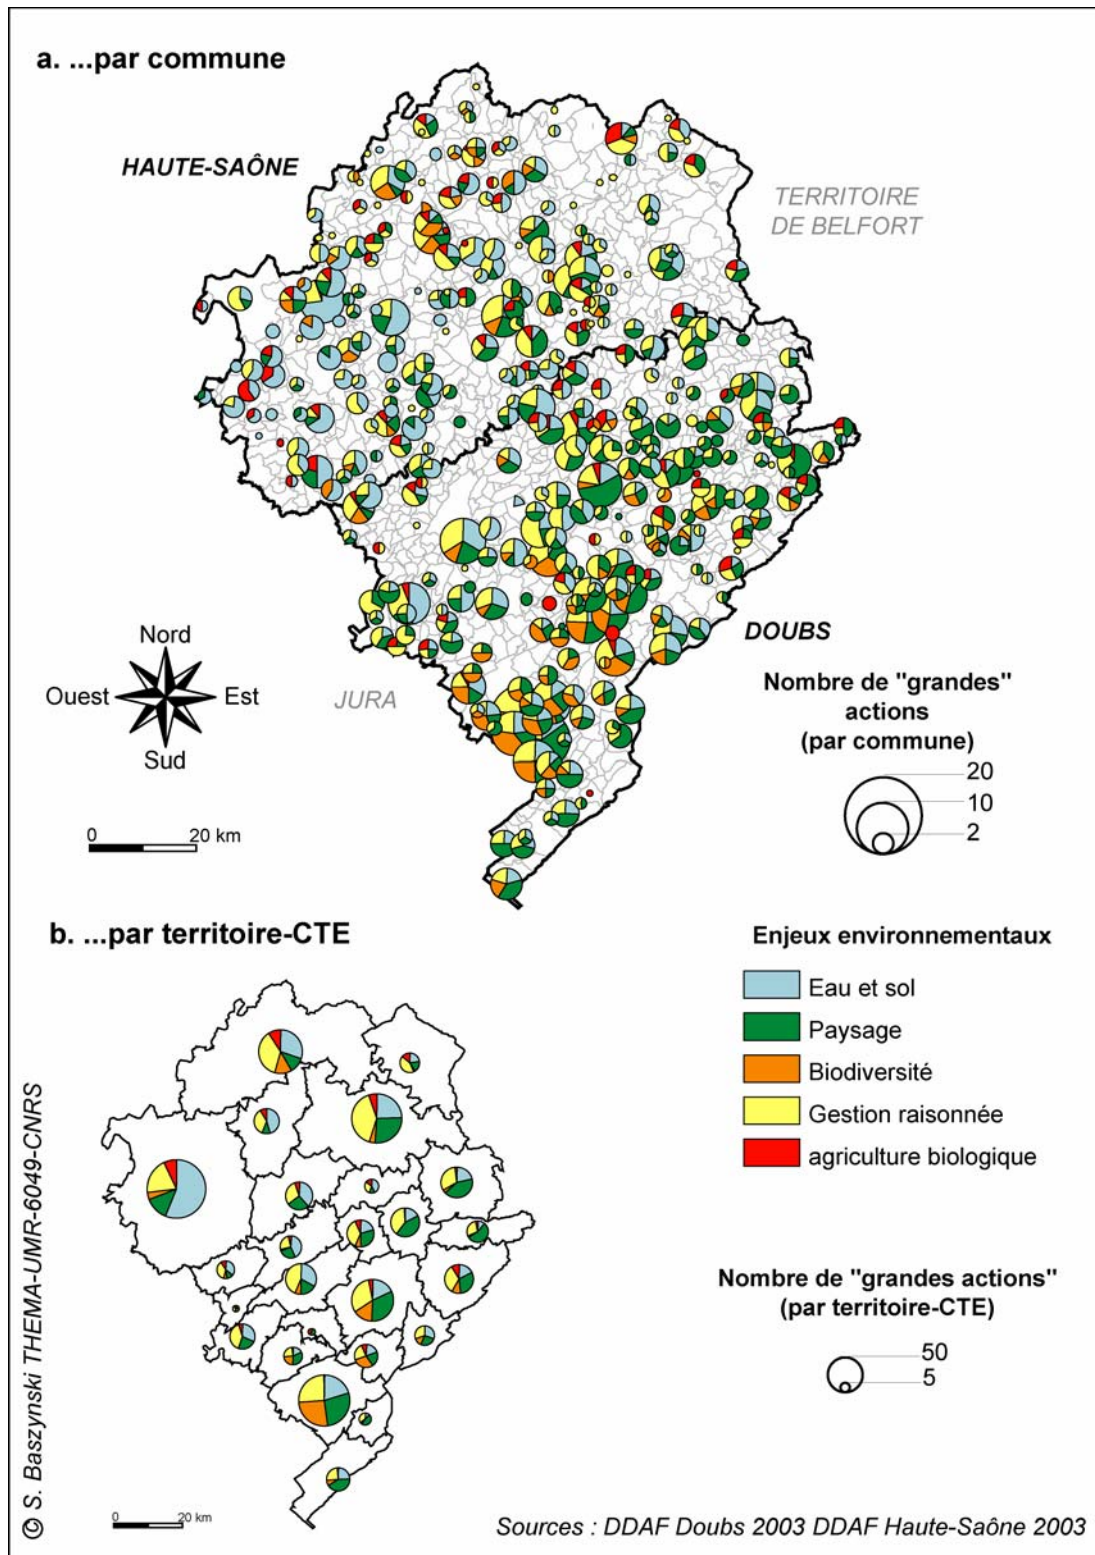 a. ...par commune
HAUTE-SAÔNE
TERRITOIRE
DE BELFORT
DOUBS
JURA
Nord
Ouest
Est
Sud
0 20 km
Nombre de "grandes"
actions
(par commune)
20
10
2
b. ...par territoire-CTE
Enjeux environnementaux
Eau et sol
Paysage
Biodiversité
Gestion raisonnée
agriculture biologique
Nombre de "grandes actions"
(par territoire-CTE)
50
5
0 20 km
© S. Baszynski THEMA-UMR-6049-CNRS
Sources : DDAF Doubs 2003 DDAF Haute-Saône 2003